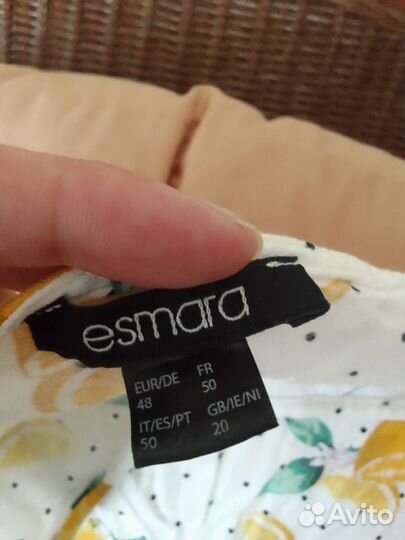 esmara
EUR/DE FR
48 50
IT/ES/PT GB/IE/NI
50 20
Avito